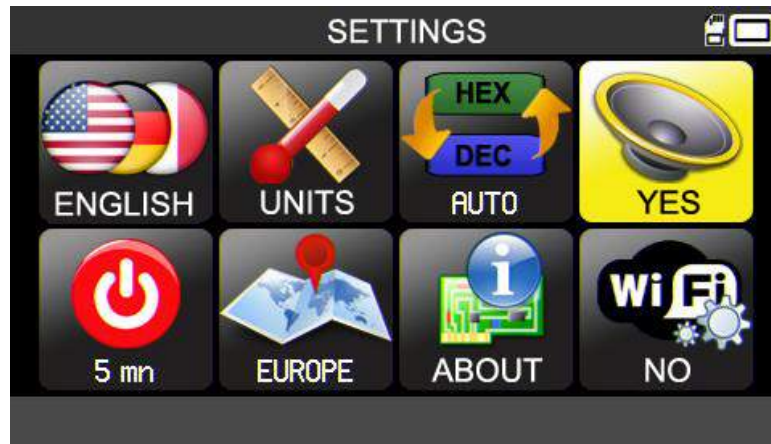 SETTINGS
HEX
DEC
ENGLISH UNITS AUTO YES
Wi Fi
5 mn EUROPE ABOUT NO